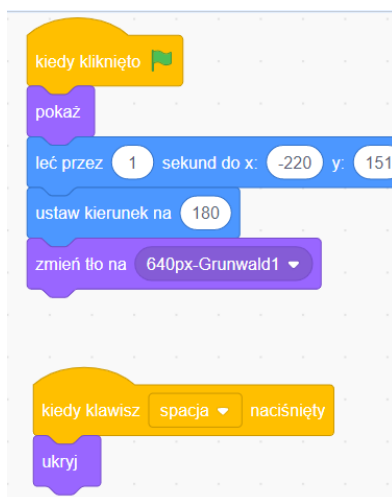 kiedy kliknięto
pokaż
leć przez 1 sekund do x: -220 y: 151
ustaw kierunek na 180
zmień tło na 640px-Grunwald1
kiedy klawisz spacja naciśnięty
ukryj